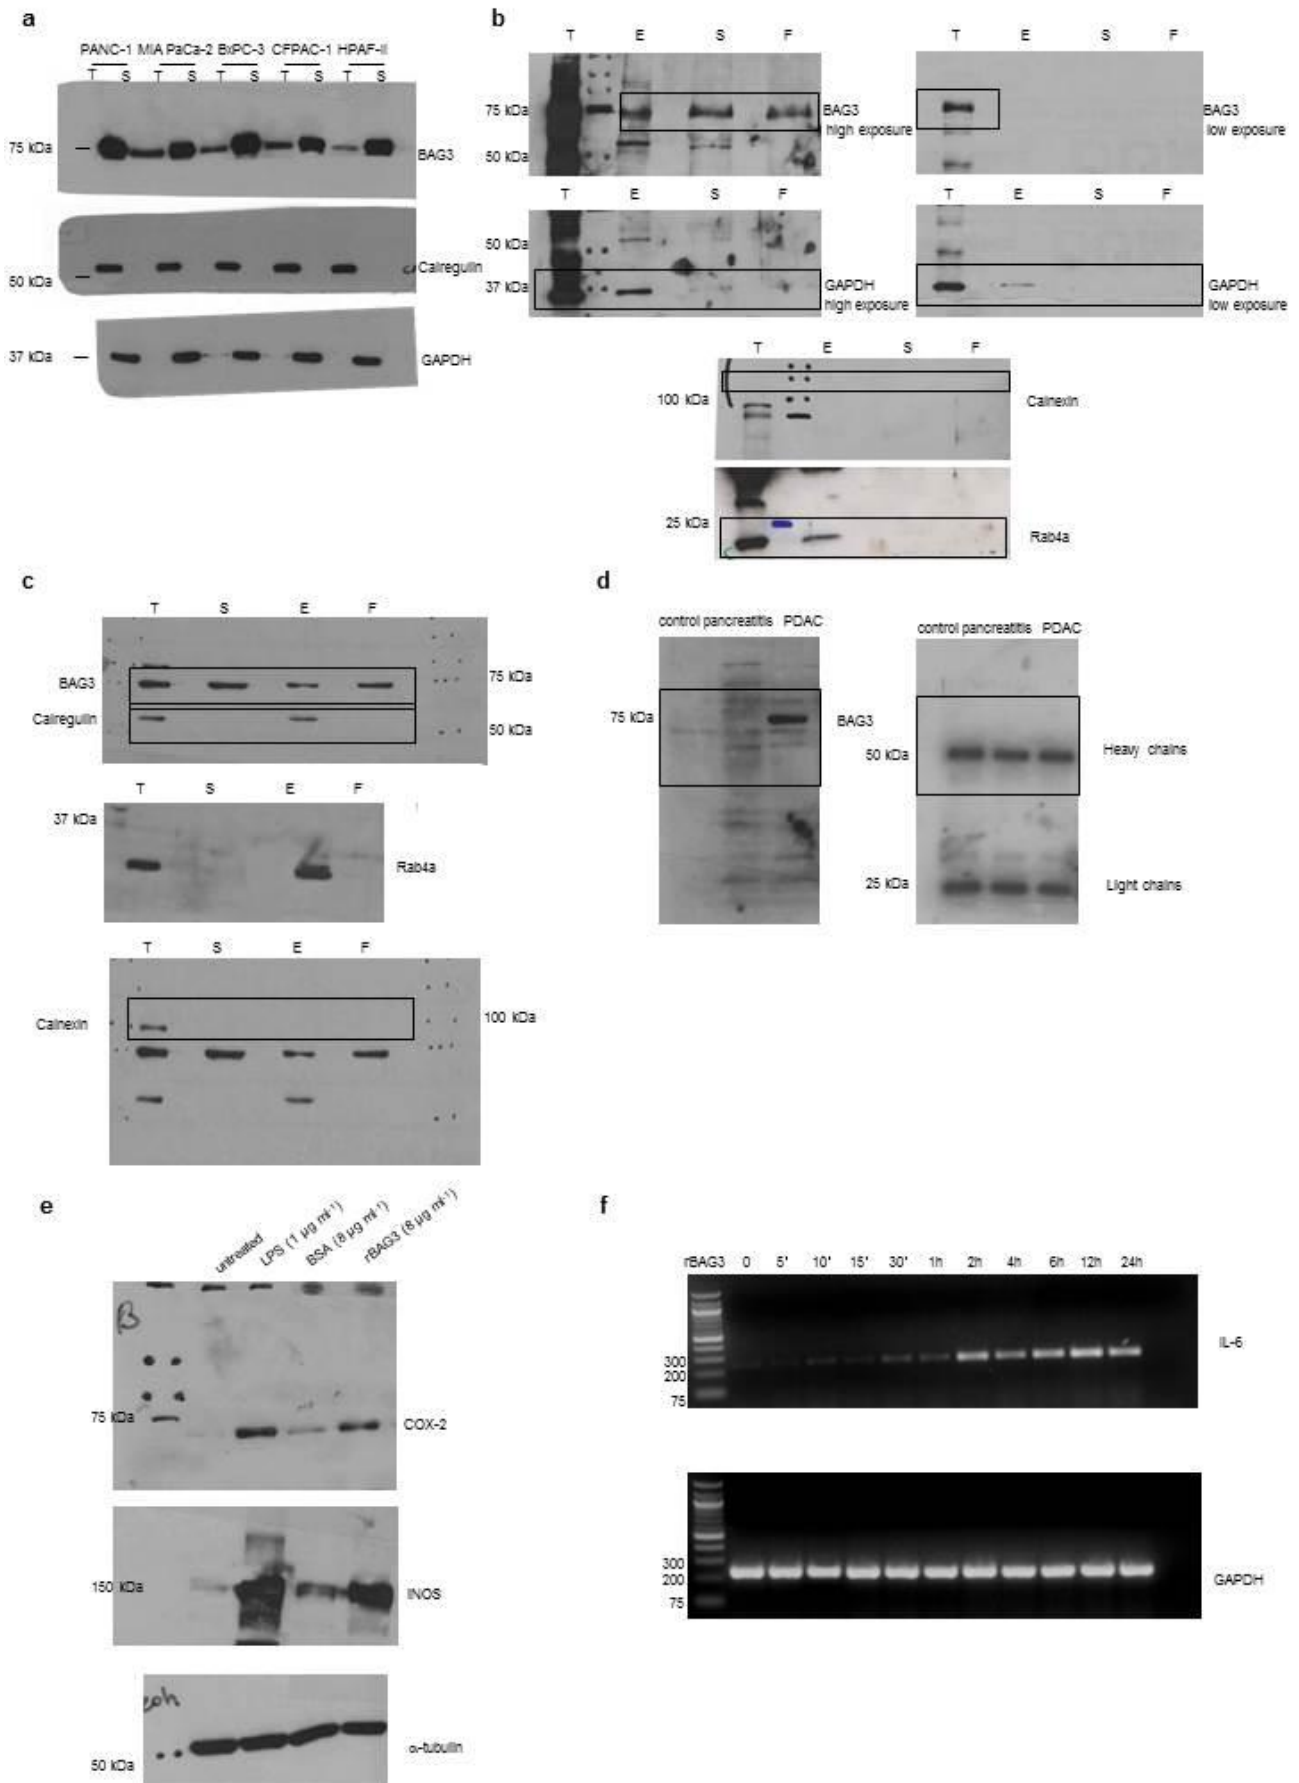 a
PANC-1 MIA PaCa-2 BxPC-3 CFPAC-1 HPAF-II
T S T S T S T S T S
75 kDa
BAG3
50 kDa
Calregulin
37 kDa
GAPDH
b
T E S F
75 kDa
50 kDa
BAG3
high exposure
T E S F
BAG3
low exposure
T E S F
50 kDa
37 kDa
GAPDH
high exposure
T E S F
GAPDH
low exposure
T E S F
100 kDa
Calnexin
25 kDa
Rab4a
c
T S E F
BAG3
75 kDa
Calregulin
50 kDa
T S E F
37 kDa
Rab4a
T S E F
Calnexin
100 kDa
d
control pancreatitis PDAC
75 kDa
BAG3
control pancreatitis PDAC
50 kDa
Heavy chains
25 kDa
Light chains
e
untreated
LPS (1 µg ml⁻¹)
BSA (8 µg ml⁻¹)
rBAG3 (8 µg ml⁻¹)
75 kDa
COX-2
150 kDa
INOS
50 kDa
α-tubulin
f
rBAG3 0 5' 10' 15' 30' 1h 2h 4h 6h 12h 24h
300
200
75
IL-6
300
200
75
GAPDH